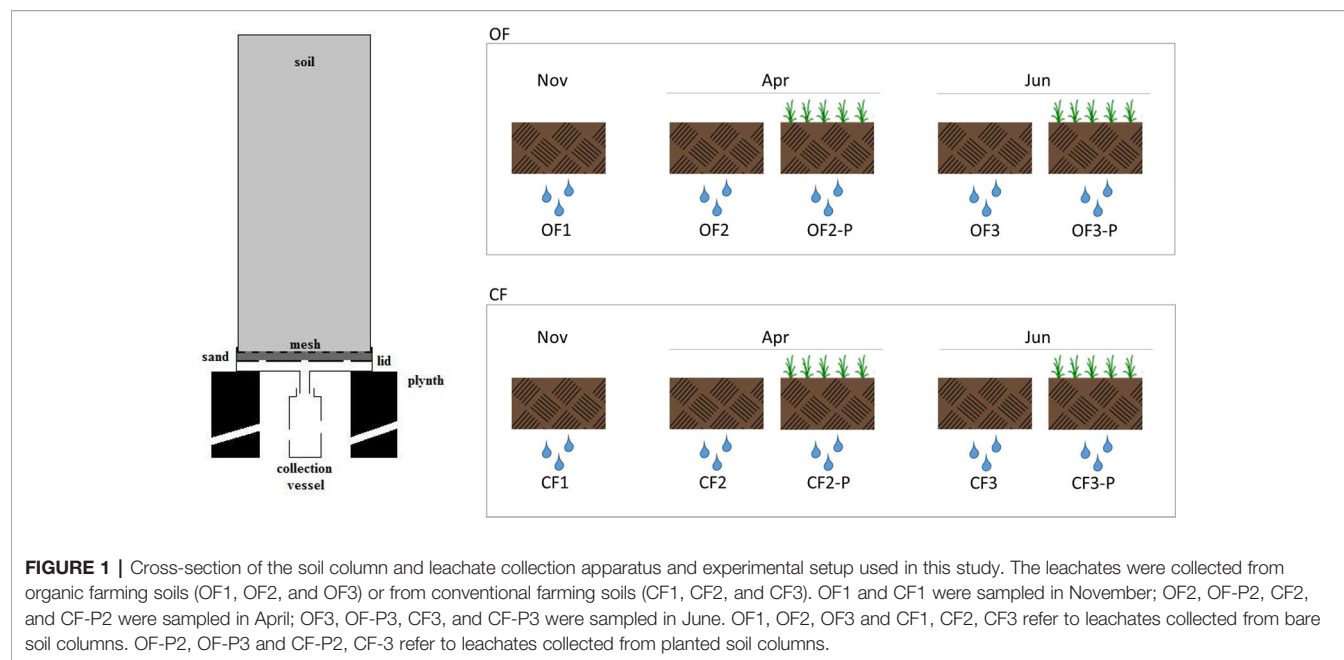 soil
mesh
sand
lid
plynth
collection
vessel
OF
Nov
Apr
Jun
OF1
OF2
OF2-P
OF3
OF3-P
CF
Nov
Apr
Jun
CF1
CF2
CF2-P
CF3
CF3-P
FIGURE 1 | Cross-section of the soil column and leachate collection apparatus and experimental setup used in this study. The leachates were collected from
organic farming soils (OF1, OF2, and OF3) or from conventional farming soils (CF1, CF2, and CF3). OF1 and CF1 were sampled in November; OF2, OF-P2, CF2,
and CF-P2 were sampled in April; OF3, OF-P3, CF3, and CF-P3 were sampled in June. OF1, OF2, OF3 and CF1, CF2, CF3 refer to leachates collected from bare
soil columns. OF-P2, OF-P3 and CF-P2, CF-3 refer to leachates collected from planted soil columns.